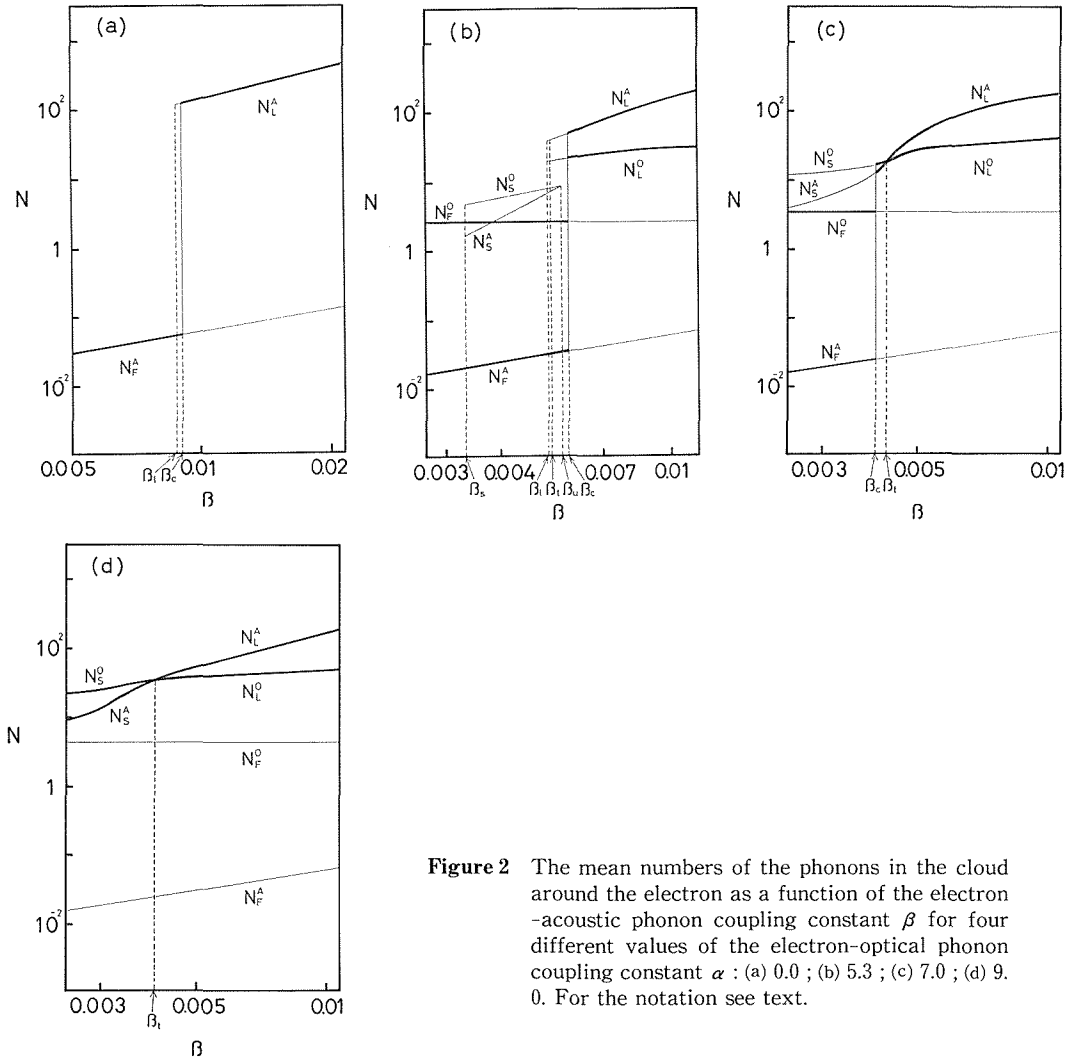 (a)
10²
N
1
10⁻²
N_L^A
N_F^A
0.005
0.01
0.02
β_l β_c
β
(b)
10²
N
1
10⁻²
N_L^A
N_L^O
N_S^O
N_F^O
N_S^A
N_F^A
0.003
0.004
0.007
0.01
β_s
β_l β_t β_u β_c
β
(c)
10²
N
1
10⁻²
N_L^A
N_S^O
N_L^O
N_S^A
N_F^O
N_F^A
0.003
0.005
0.01
β_c β_t
β
(d)
10²
N
1
10⁻²
N_L^A
N_S^O
N_L^O
N_S^A
N_F^O
N_F^A
0.003
0.005
0.01
β_t
β
Figure 2 The mean numbers of the phonons in the cloud
around the electron as a function of the electron
-acoustic phonon coupling constant β for four
different values of the electron-optical phonon
coupling constant α : (a) 0.0 ; (b) 5.3 ; (c) 7.0 ; (d) 9.
0. For the notation see text.